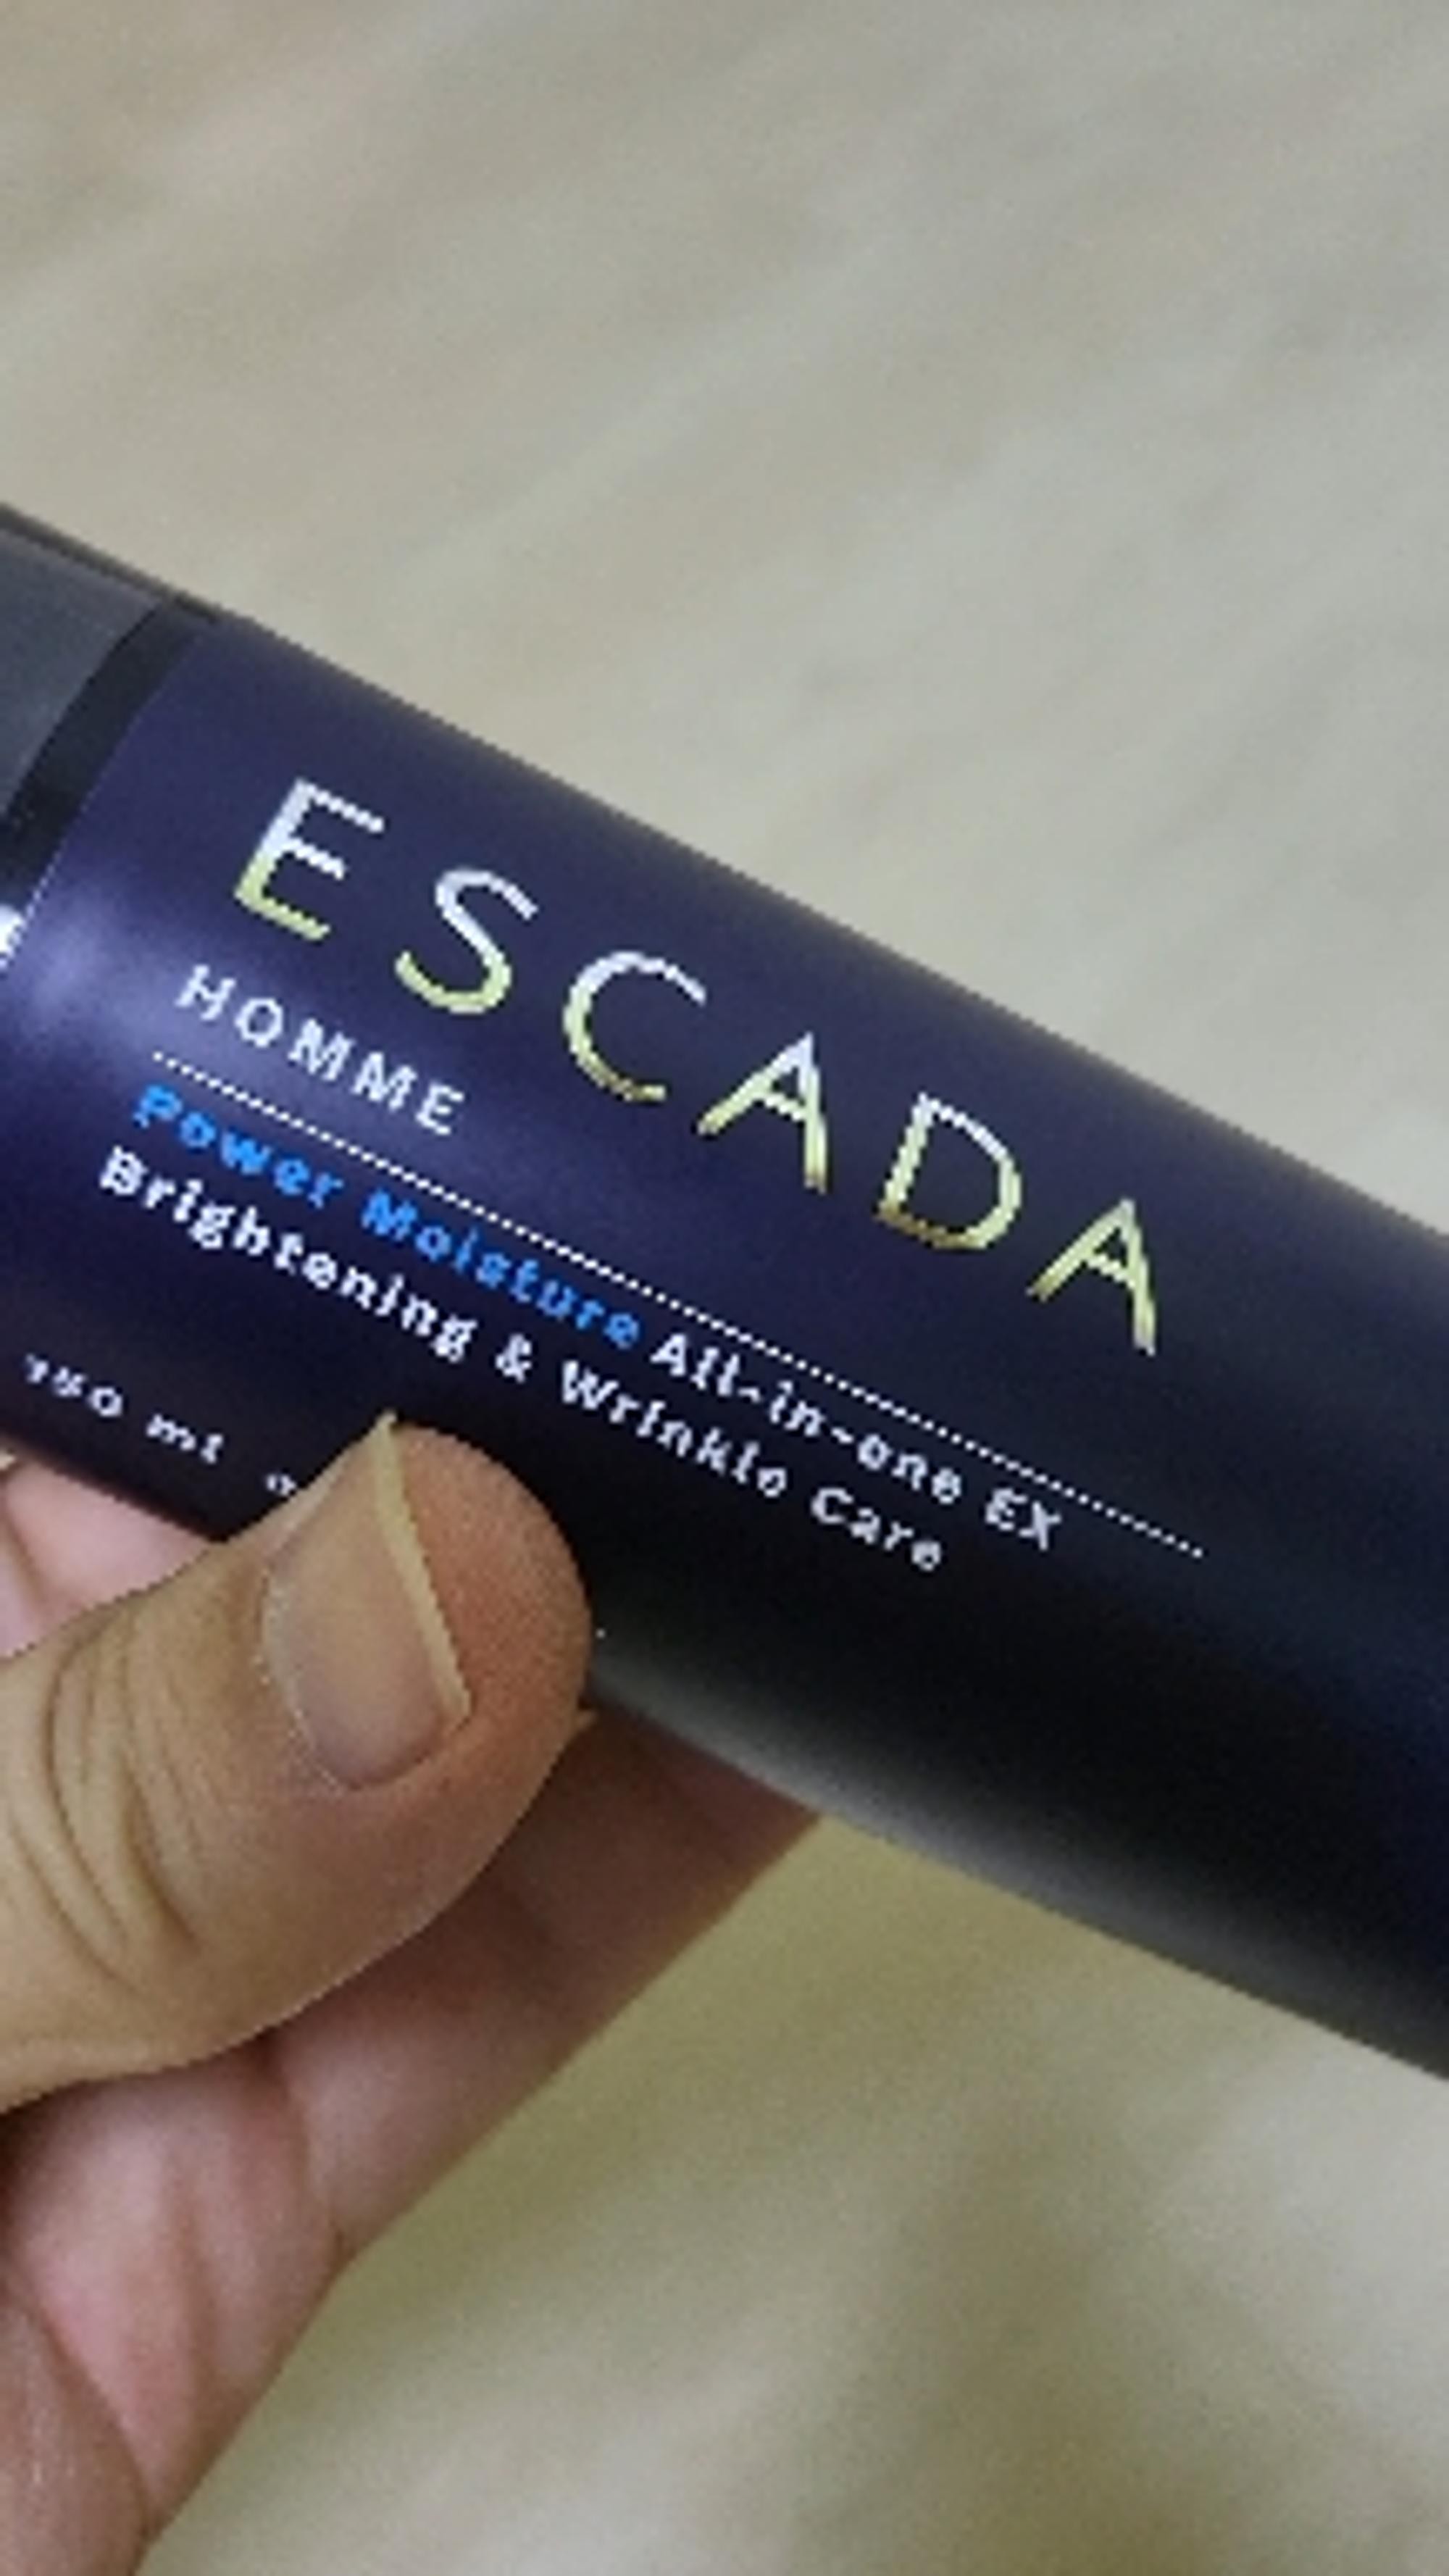 ESCADA
HOMME
Power Moisture All-in-one EX
Brightening & Wrinkle Care
150 ml